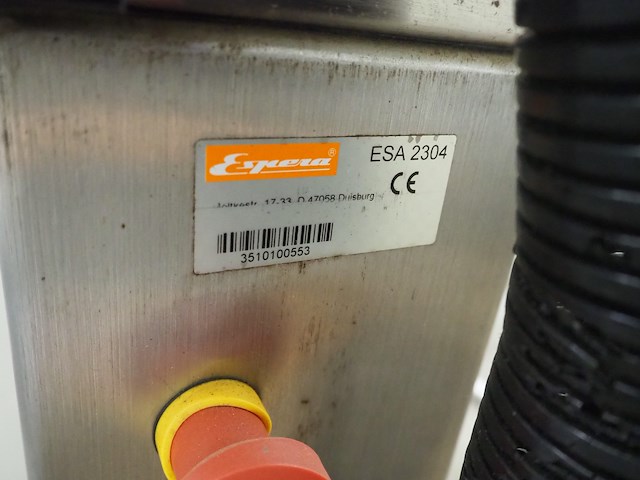 Espera®
ESA 2304
CE
17-33, D 47058 Duisburg
3510100553